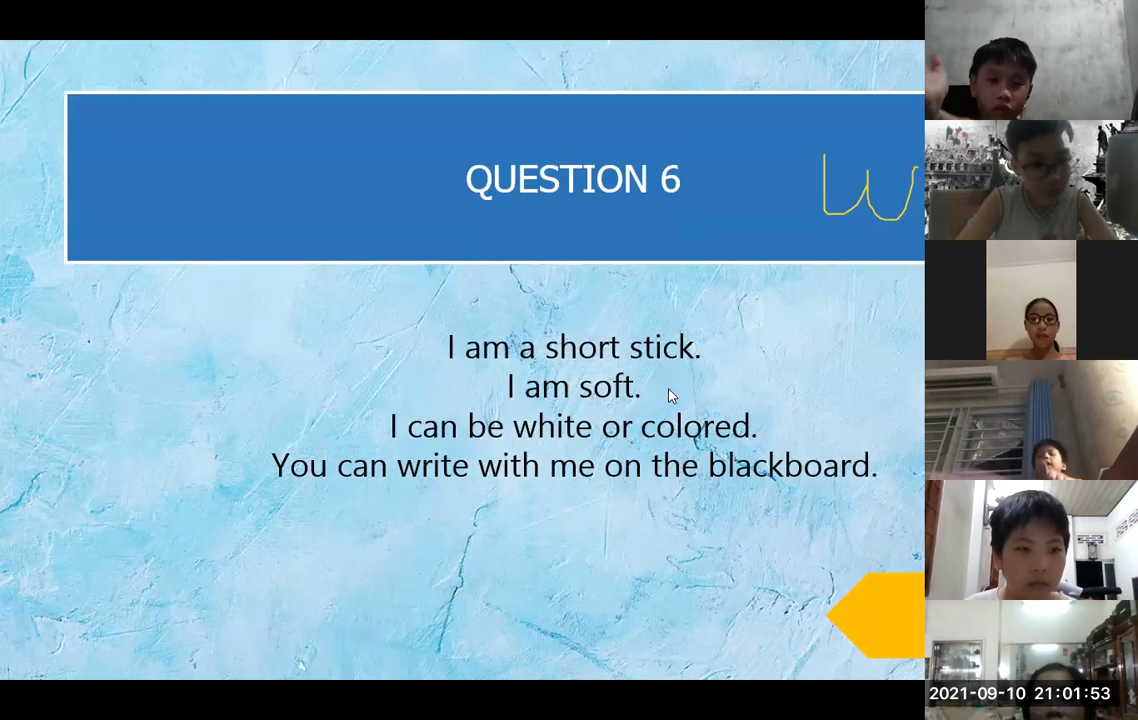 QUESTION 6
I am a short stick.
I am soft.
I can be white or colored.
You can write with me on the blackboard.
2021-09-10 21:01:53